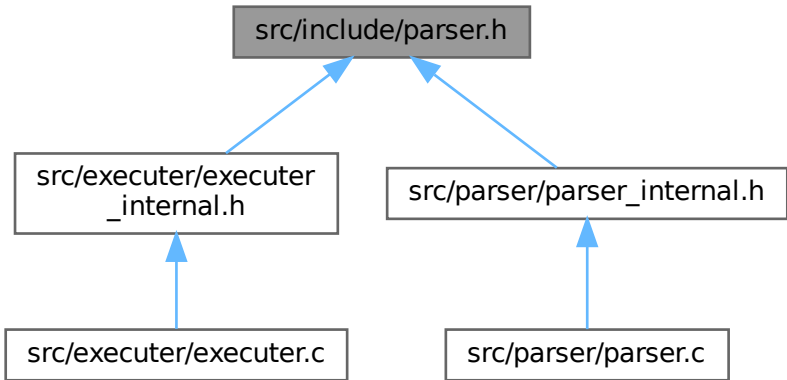 src/include/parser.h
src/executer/executer
_internal.h
src/parser/parser_internal.h
src/executer/executer.c
src/parser/parser.c